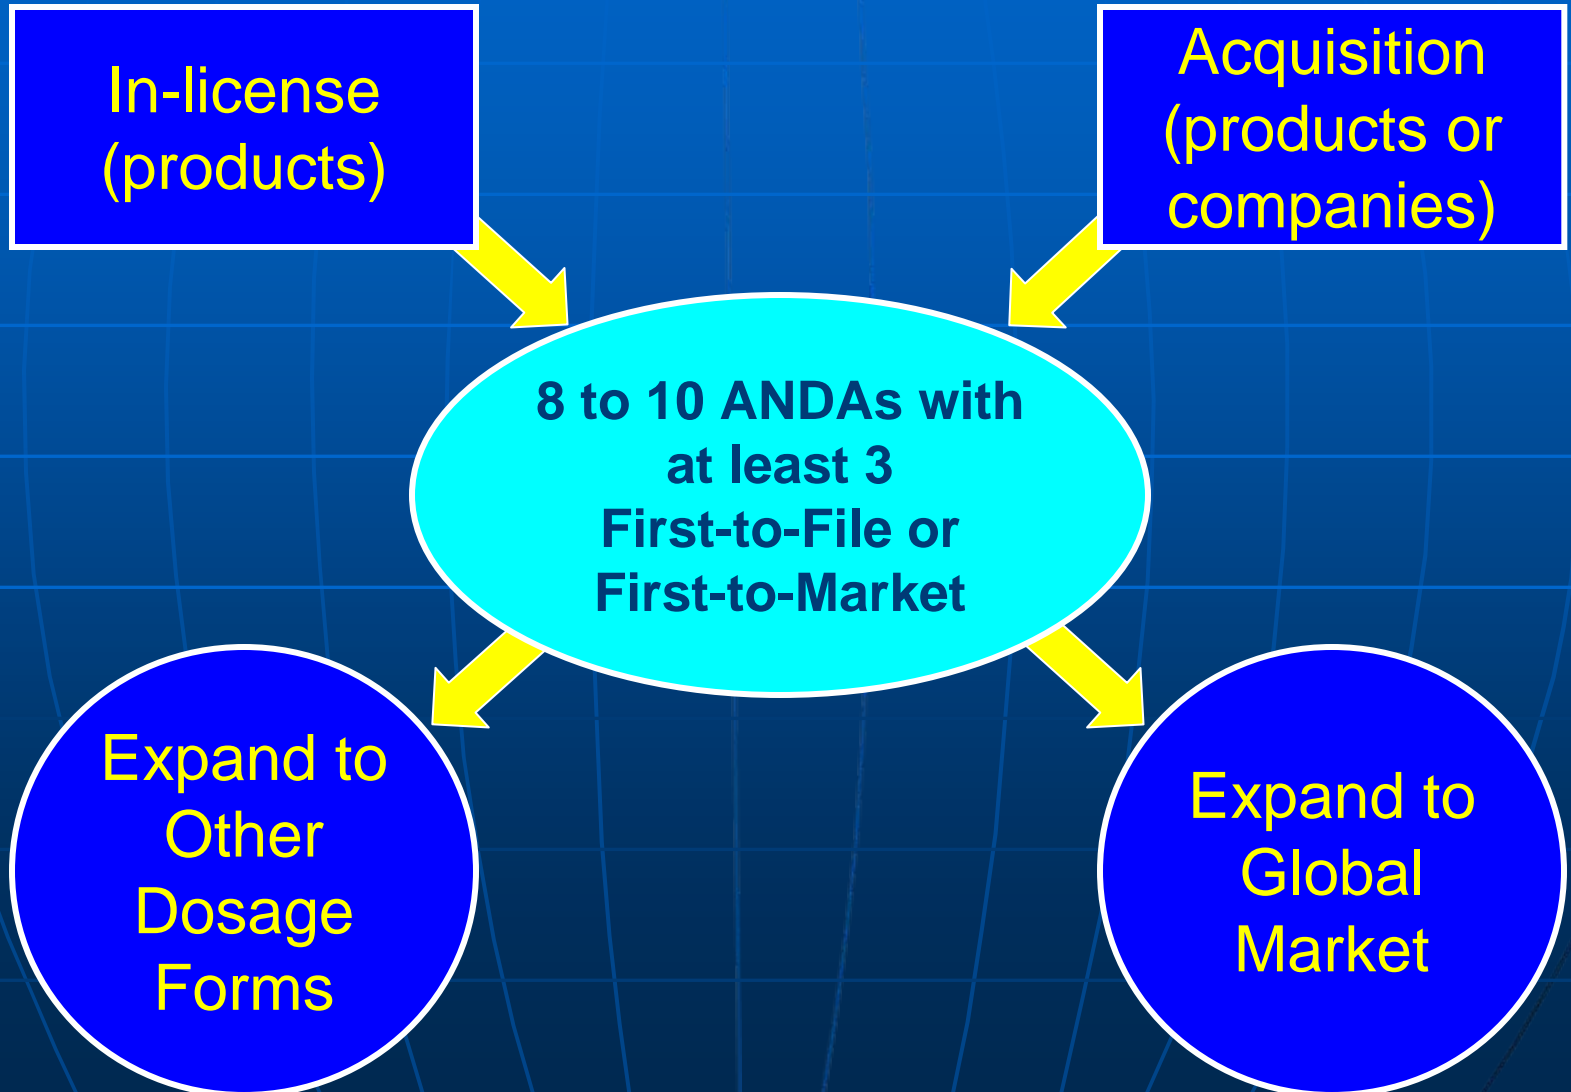 In-license
(products)
Acquisition
(products or
companies)
8 to 10 ANDAs with
at least 3
First-to-File or
First-to-Market
Expand to
Other
Dosage
Forms
Expand to
Global
Market